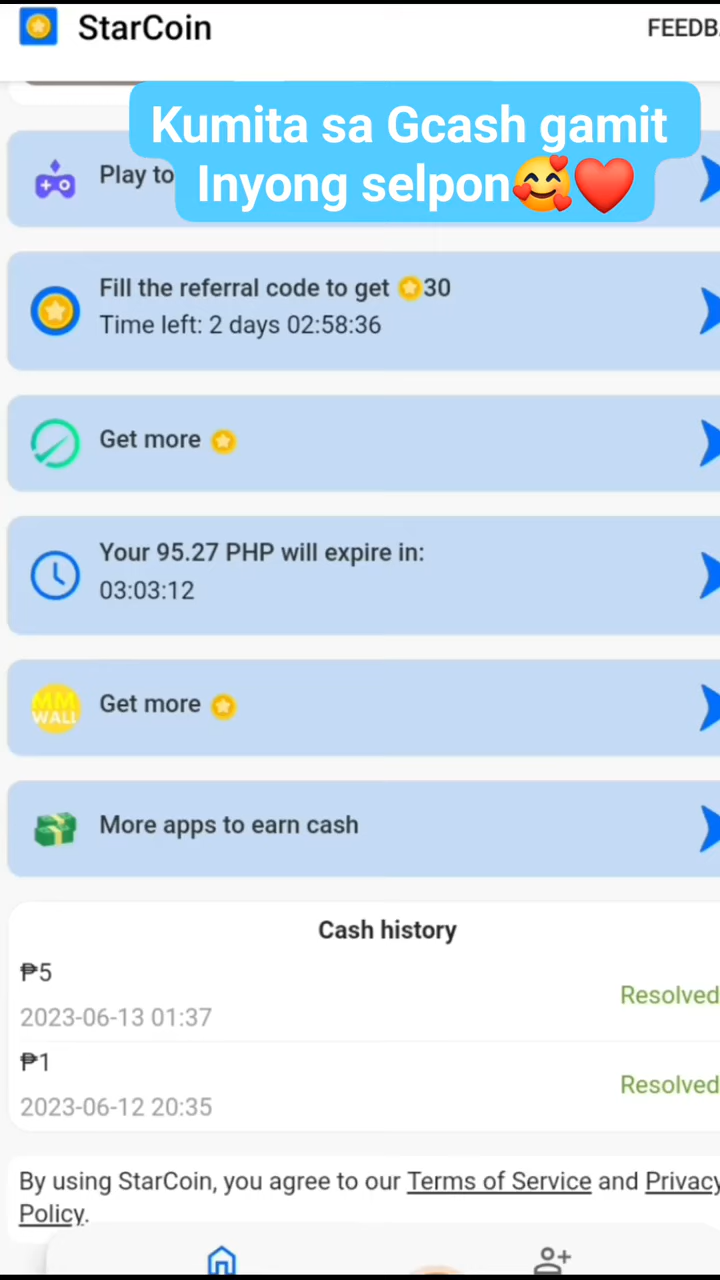 StarCoin
FEEDB
Kumita sa Gcash gamit
Inyong selpon🥰❤️
Play to
Fill the referral code to get 30
Time left: 2 days 02:58:36
Get more
Your 95.27 PHP will expire in:
03:03:12
MM
WALL
Get more
More apps to earn cash
Cash history
₱5
Resolved
2023-06-13 01:37
₱1
Resolved
2023-06-12 20:35
By using StarCoin, you agree to our Terms of Service and Privacy
Policy.